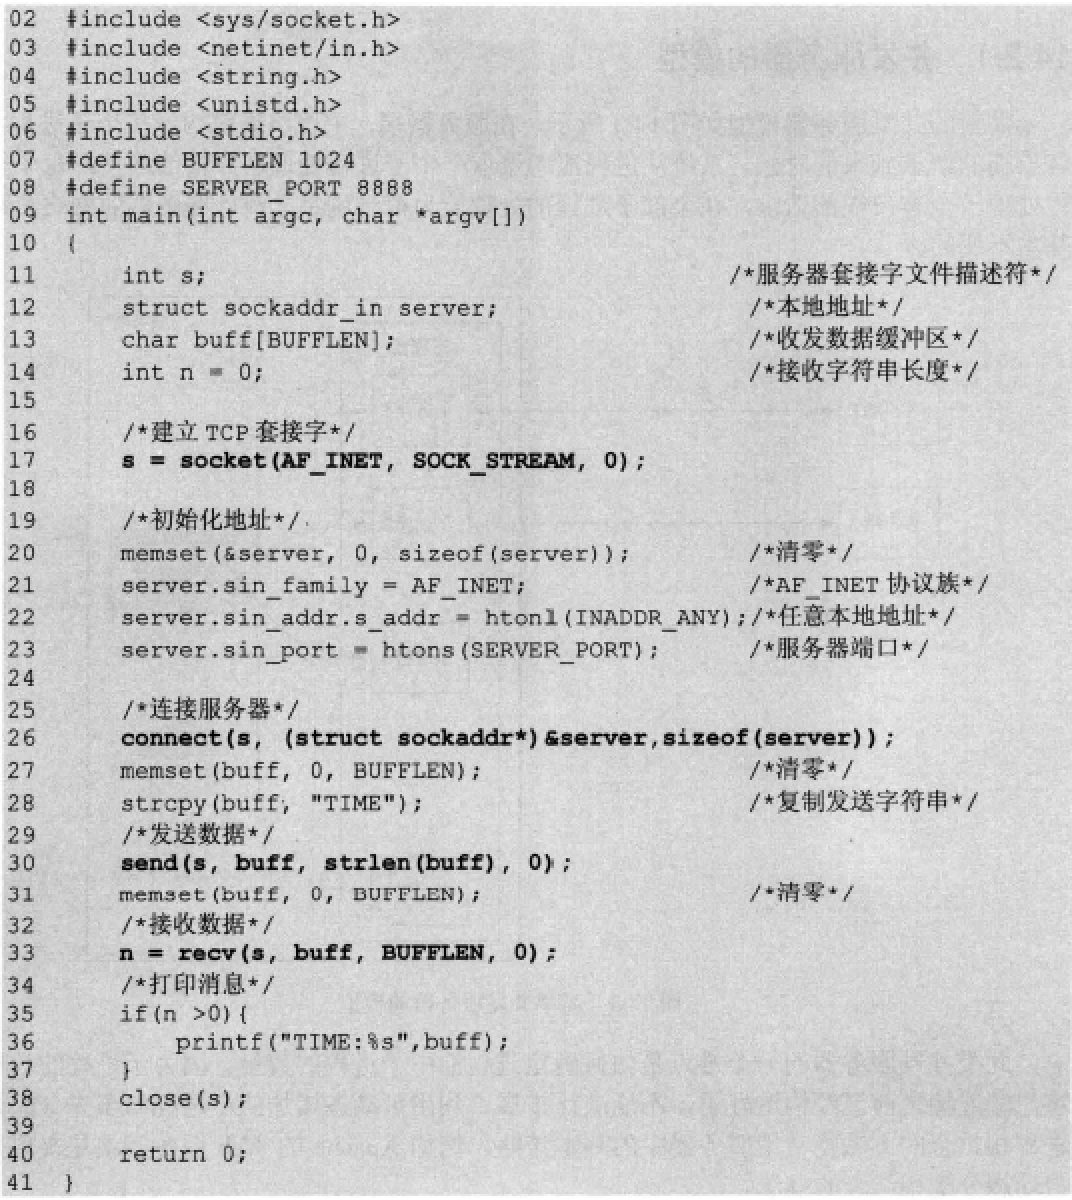 02 #include <sys/socket.h>
03 #include <netinet/in.h>
04 #include <string.h>
05 #include <unistd.h>
06 #include <stdio.h>
07 #define BUFFLEN 1024
08 #define SERVER_PORT 8888
09 int main(int argc, char *argv[])
10 {
11     int s;                                /*服务器套接字文件描述符*/
12     struct sockaddr_in server;            /*本地地址*/
13     char buff[BUFFLEN];                   /*收发数据缓冲区*/
14     int n = 0;                            /*接收字符串长度*/
15
16     /*建立 TCP 套接字*/
17     s = socket(AF_INET, SOCK_STREAM, 0);
18
19     /*初始化地址*/
20     memset(&server, 0, sizeof(server));   /*清零*/
21     server.sin_family = AF_INET;          /*AF_INET 协议族*/
22     server.sin_addr.s_addr = htonl(INADDR_ANY);/*任意本地地址*/
23     server.sin_port = htons(SERVER_PORT); /*服务器端口*/
24
25     /*连接服务器*/
26     connect(s, (struct sockaddr*)&server,sizeof(server));
27     memset(buff, 0, BUFFLEN);             /*清零*/
28     strcpy(buff, "TIME");                 /*复制发送字符串*/
29     /*发送数据*/
30     send(s, buff, strlen(buff), 0);
31     memset(buff, 0, BUFFLEN);             /*清零*/
32     /*接收数据*/
33     n = recv(s, buff, BUFFLEN, 0);
34     /*打印消息*/
35     if(n >0){
36         printf("TIME:%s",buff);
37     }
38     close(s);
39
40     return 0;
41 }